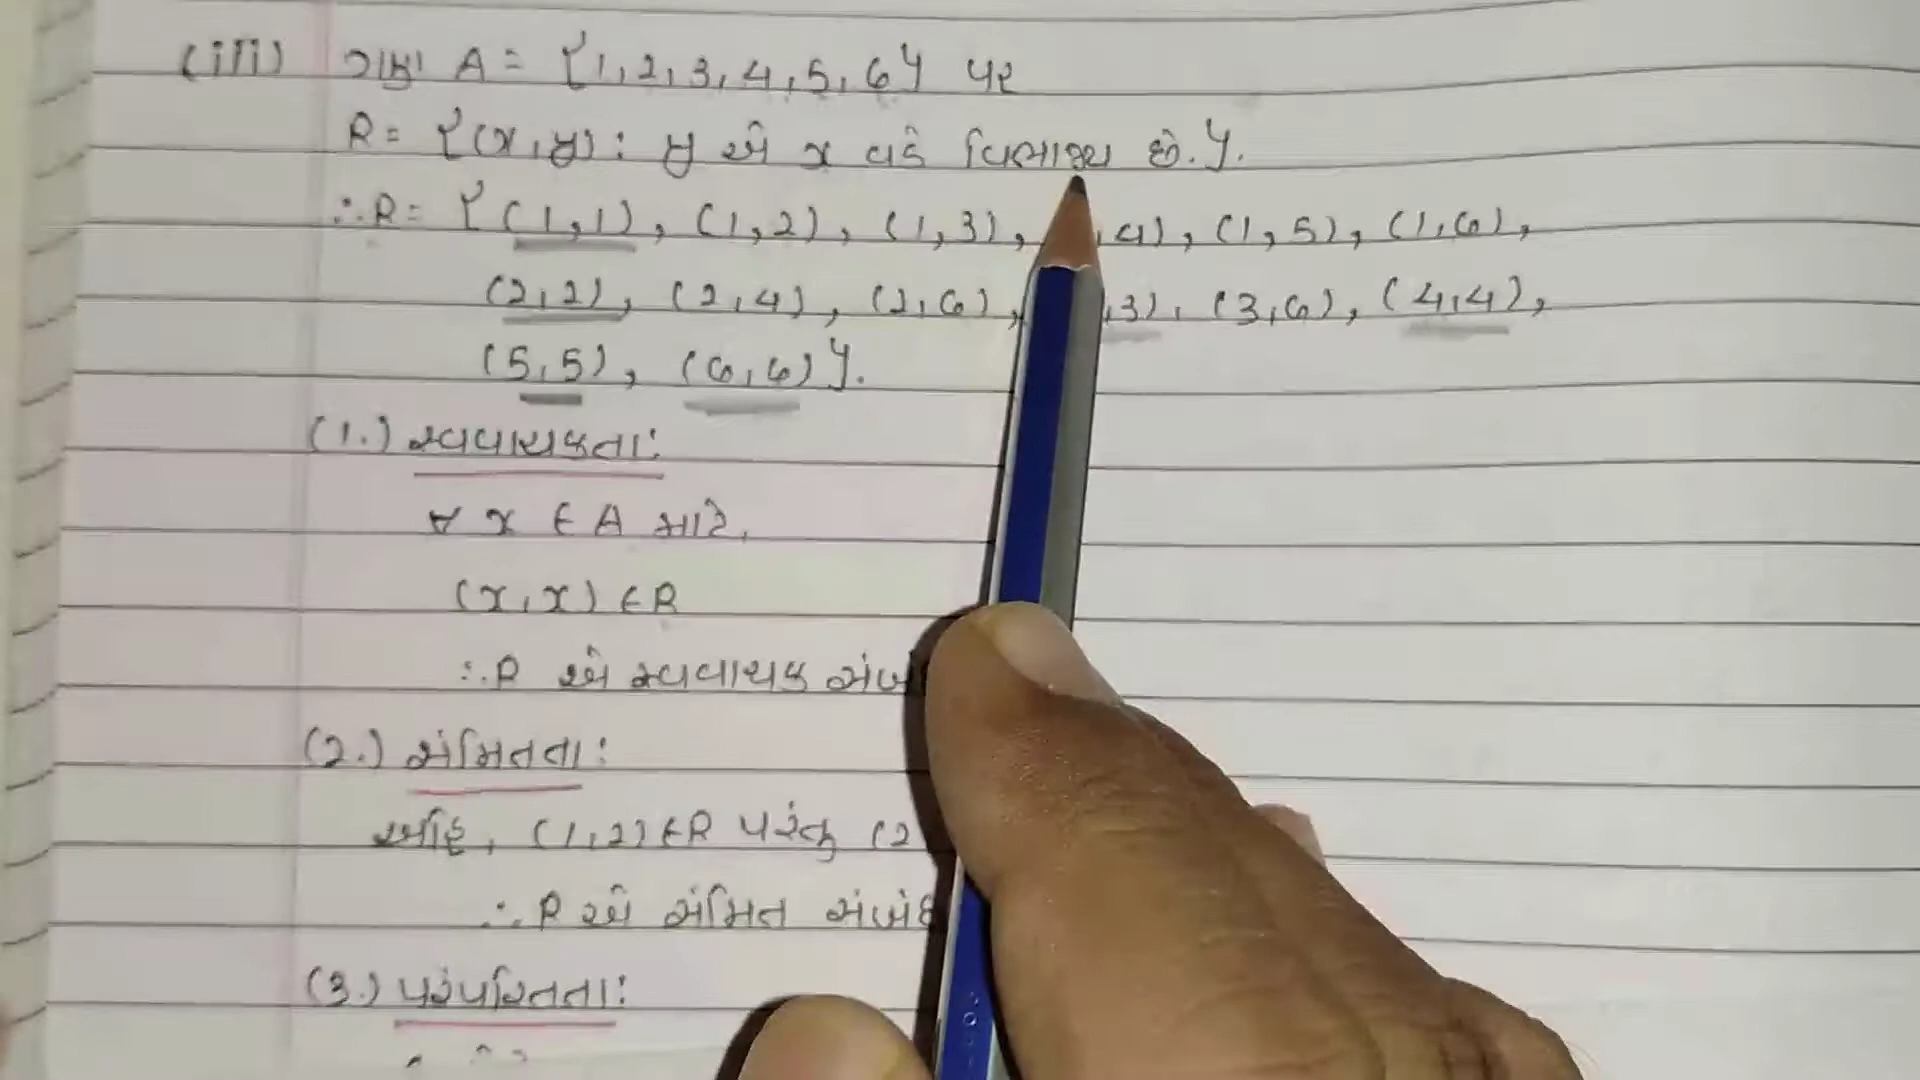 (iii) ગણ A = {1,2,3,4,5,6} પર
R = {(x,y) : y એ x વડે વિભાજ્ય છે.}.
∴R = {(1,1), (1,2), (1,3), ,4), (1,5), (1,6),
(2,2), (2,4), (2,6), ,3), (3,6), (4,4),
(5,5), (6,6)}.
(1.) સ્વવાચકતા:
∀ x ∈ A માટે,
(x,x) ∈ R
∴R એ સ્વવાચક
(2.) સંમિતતા:
અહિં, (1,2) ∈ R પરંતુ (2
∴R એ સંમિત સંબંધ
(3.) પરંપરિતતા: